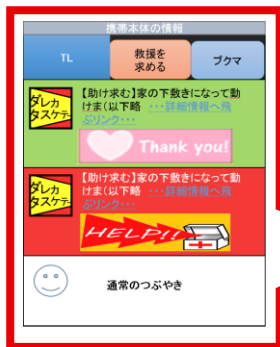 携帯本体の情報
TL
救援を
求める
ブクマ
ダレカ
タスケテ
【助け求む】家の下敷きになって動
けま(以下略 ・・・詳細情報へ飛
ぶリンク・・・
Thank you!
ダレカ
タスケテ
【助け求む】家の下敷きになって動
けま(以下略 ・・・詳細情報へ飛
ぶリンク・・・
HELP!!
通常のつぶやき